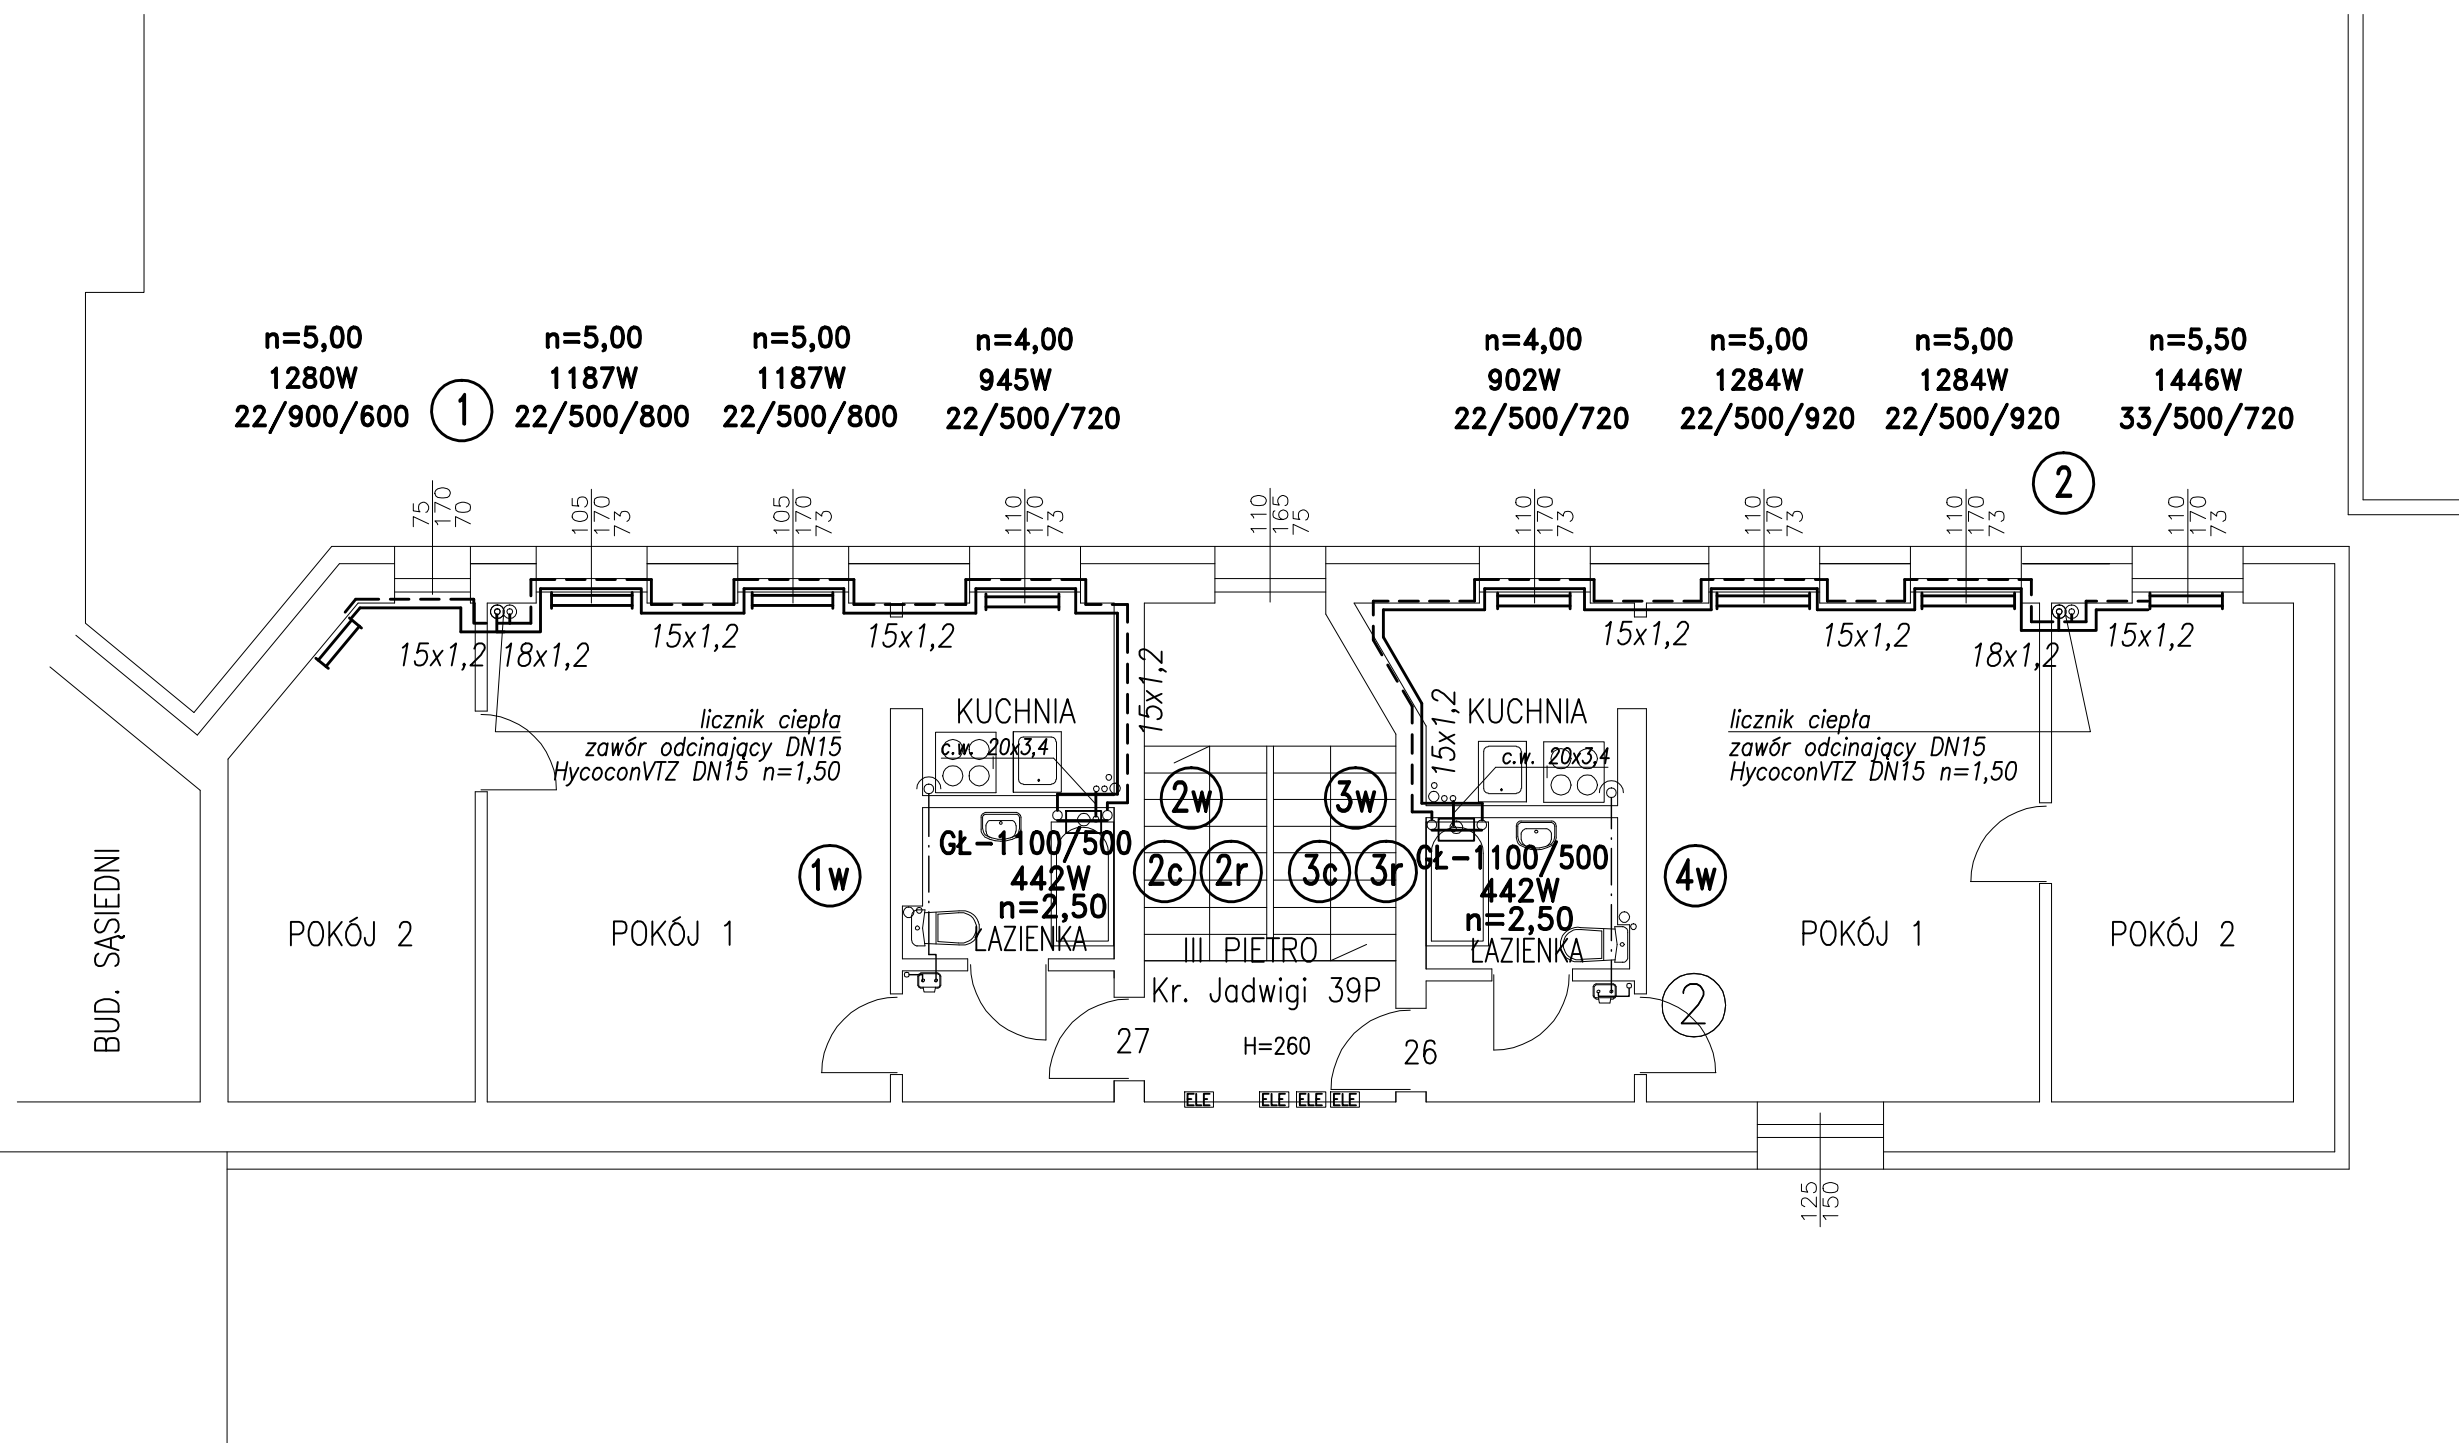 n=5,00
1280W
22/900/600
1
n=5,00
1187W
22/500/800
n=5,00
1187W
22/500/800
n=4,00
945W
22/500/720
n=4,00
902W
22/500/720
n=5,00
1284W
22/500/920
n=5,00
1284W
22/500/920
n=5,50
1446W
33/500/720
2
75
170
70
105
170
73
105
170
73
110
170
73
110
165
75
110
170
73
110
170
73
110
170
73
110
170
73
15x1,2
18x1,2
15x1,2
15x1,2
15x1,2
15x1,2
15x1,2
15x1,2
18x1,2
15x1,2
licznik ciepła
zawór odcinający DN15
HycoconVTZ DN15 n=1,50
KUCHNIA
c.w. 20x3,4
KUCHNIA
c.w. 20x3,4
licznik ciepła
zawór odcinający DN15
HycoconVTZ DN15 n=1,50
2w
3w
2c
2r
3c
3r
1w
4w
GŁ-1100/500
442W
n=2,50
ŁAZIENKA
GŁ-1100/500
442W
n=2,50
ŁAZIENKA
BUD. SĄSIEDNI
POKÓJ 2
POKÓJ 1
III PIETRO
Kr. Jadwigi 39P
H=260
27
26
2
POKÓJ 1
POKÓJ 2
ELE
ELE
ELE
ELE
125
150